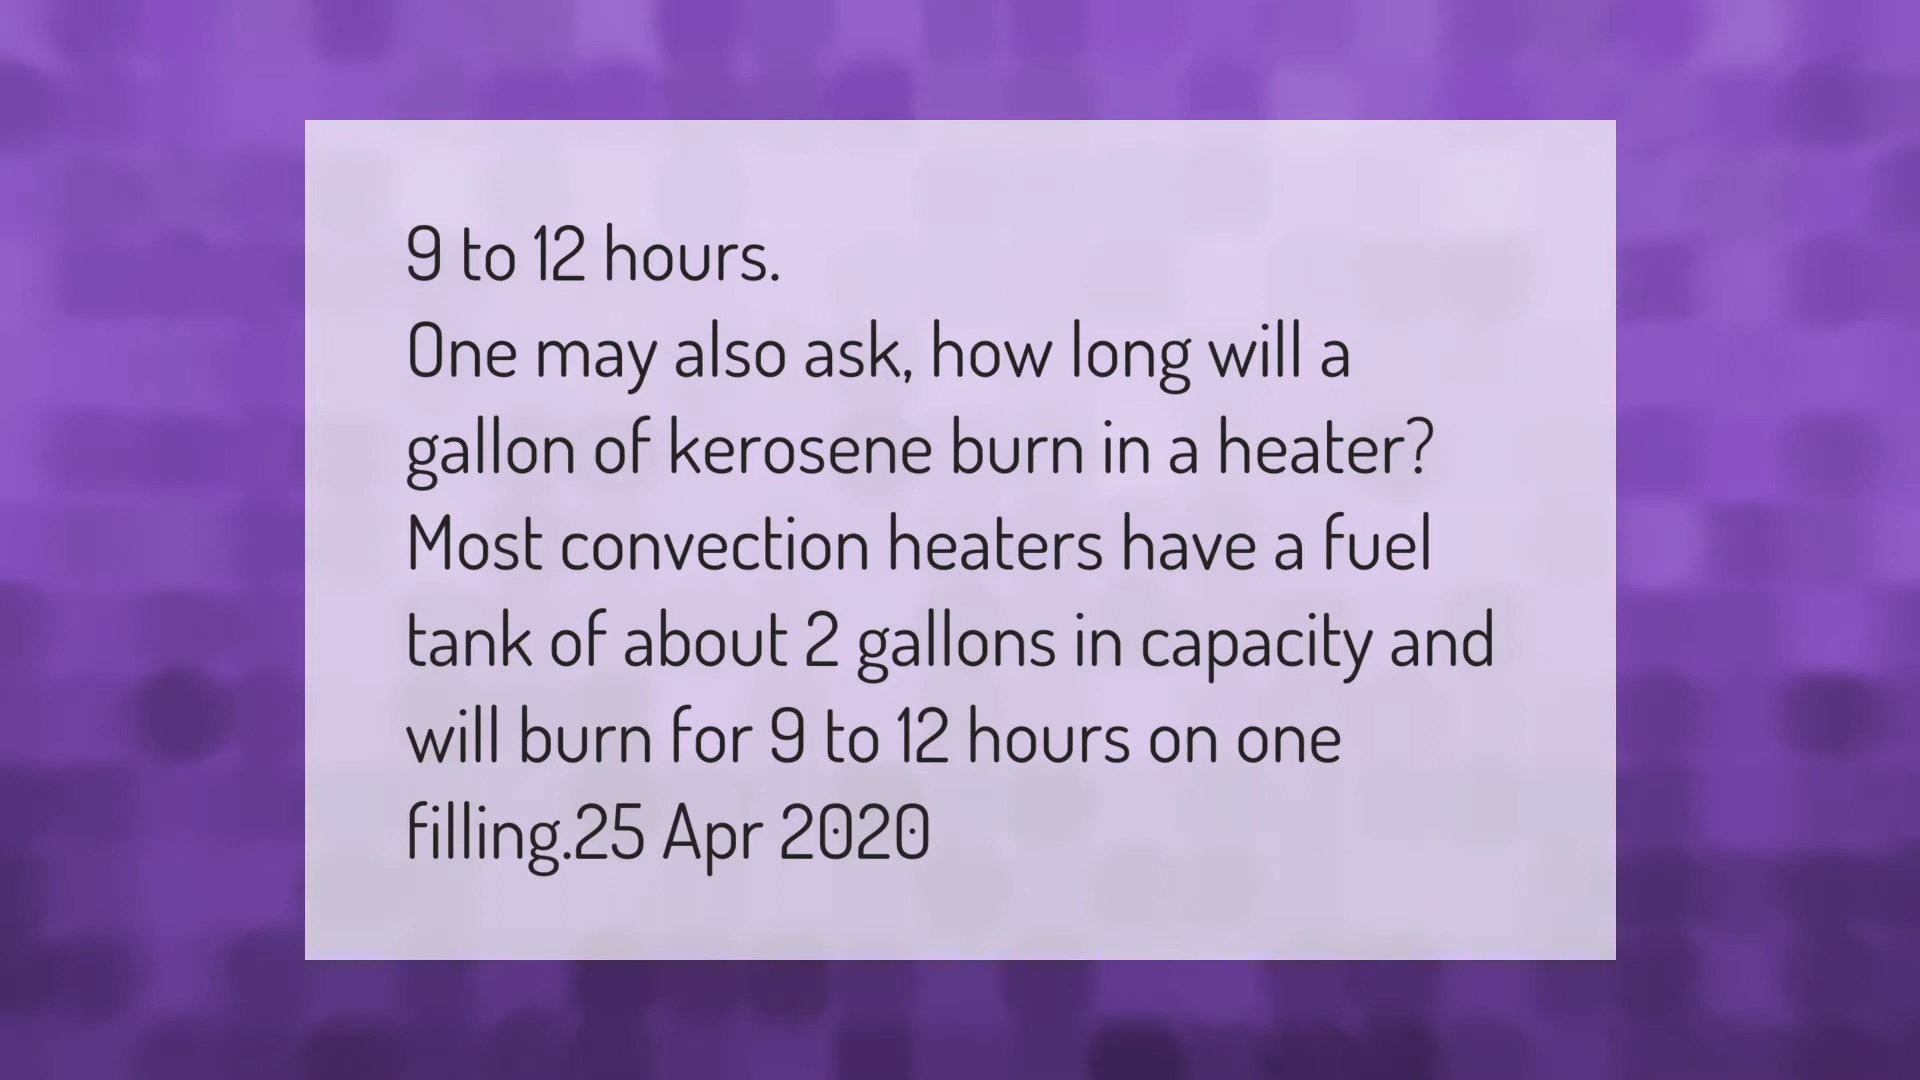 9 to 12 hours.
One may also ask, how long will a
gallon of kerosene burn in a heater?
Most convection heaters have a fuel
tank of about 2 gallons in capacity and
will burn for 9 to 12 hours on one
filling.25 Apr 2020